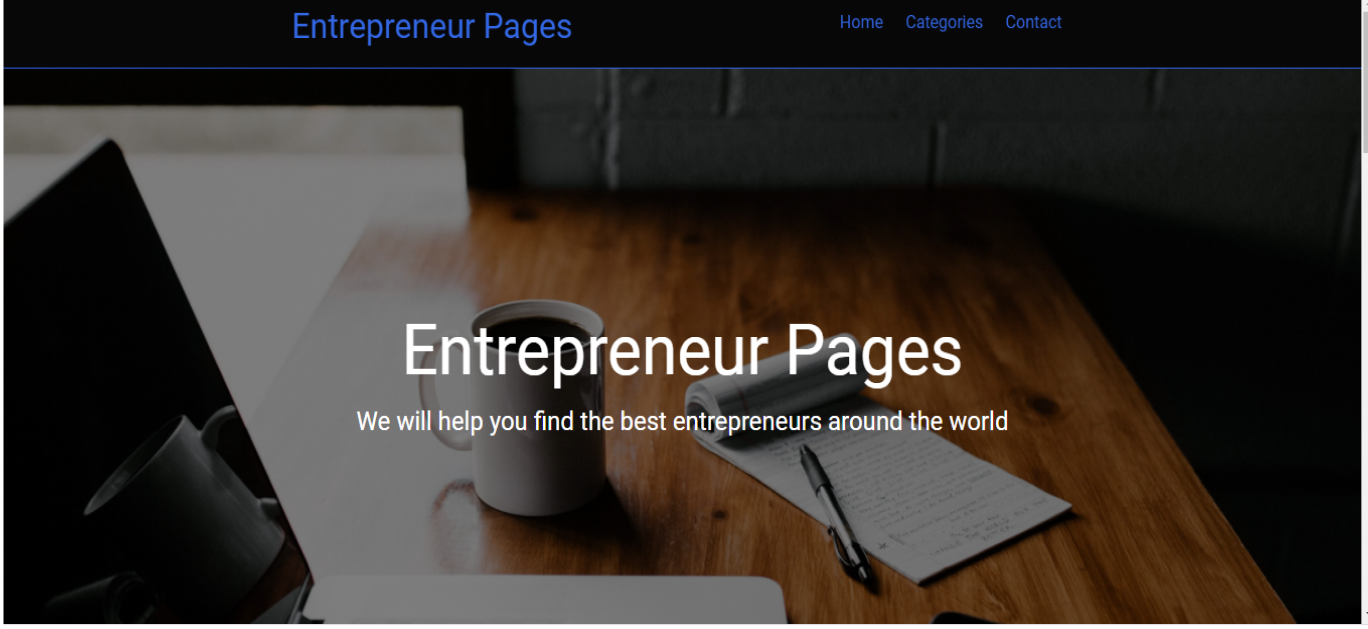 Entrepreneur Pages
Home Categories Contact
Entrepreneur Pages
We will help you find the best entrepreneurs around the world